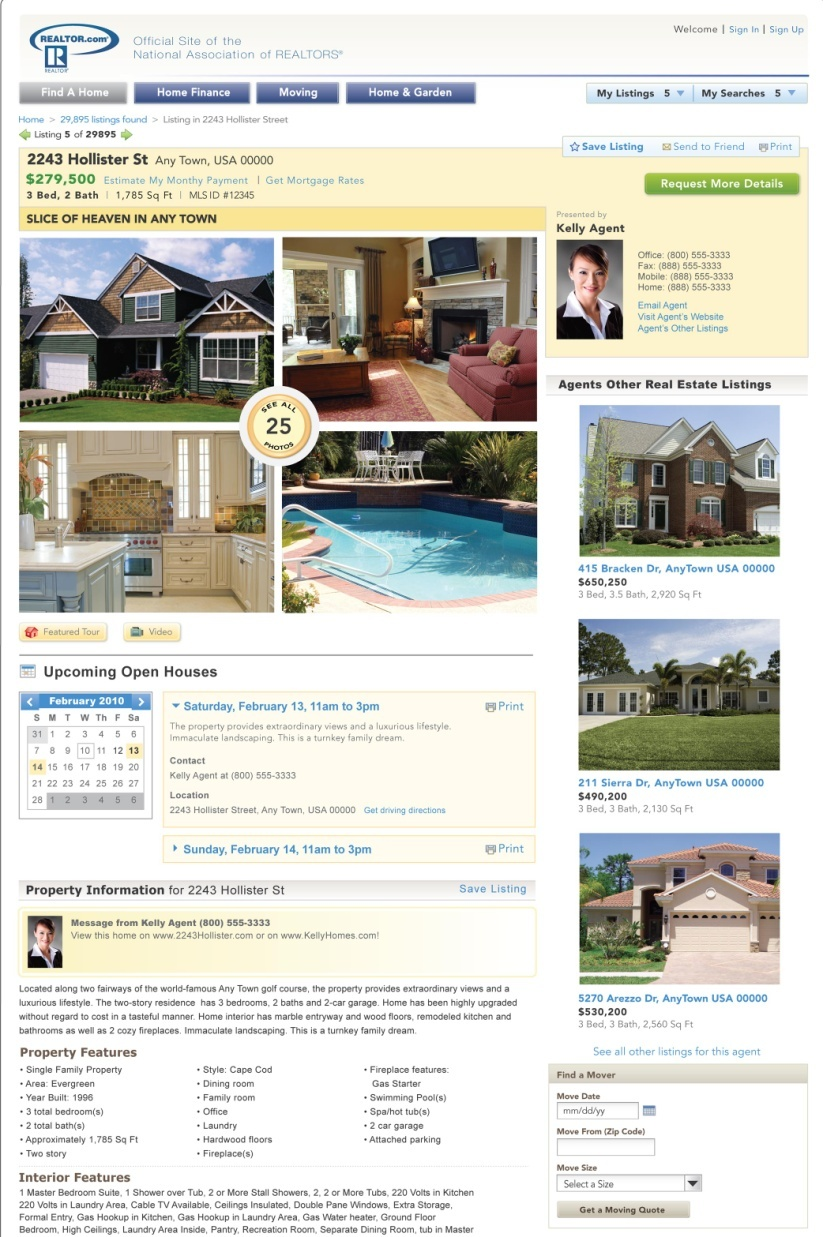 REALTOR.com®
REALTOR®
Official Site of the
National Association of REALTORS®
Welcome | Sign In | Sign Up
Find A Home
Home Finance
Moving
Home & Garden
My Listings 5
My Searches 5
Home > 29,895 listings found > Listing in 2243 Hollister Street
Listing 5 of 29895
Save Listing
Send to Friend
Print
2243 Hollister St Any Town, USA 00000
$279,500 Estimate My Monthy Payment | Get Mortgage Rates
3 Bed, 2 Bath | 1,785 Sq Ft | MLS ID #12345
Request More Details
SLICE OF HEAVEN IN ANY TOWN
Presented by
Kelly Agent
Office: (800) 555-3333
Fax: (888) 555-3333
Mobile: (888) 555-3333
Home: (888) 555-3333
Email Agent
Visit Agent's Website
Agent's Other Listings
SEE ALL
25
PHOTOS
Featured Tour
Video
Agents Other Real Estate Listings
415 Bracken Dr, AnyTown USA 00000
$650,250
3 Bed, 3.5 Bath, 2,920 Sq Ft
211 Sierra Dr, AnyTown USA 00000
$490,200
3 Bed, 3 Bath, 2,130 Sq Ft
5270 Arezzo Dr, AnyTown USA 00000
$530,200
3 Bed, 3 Bath, 2,560 Sq Ft
See all other listings for this agent
Upcoming Open Houses
February 2010
S M T W Th F Sa
31 1 2 3 4 5 6
7 8 9 10 11 12 13
14 15 16 17 18 19 20
21 22 23 24 25 26 27
28 1 2 3 4 5 6
Saturday, February 13, 11am to 3pm
Print
The property provides extraordinary views and a luxurious lifestyle.
Immaculate landscaping. This is a turnkey family dream.
Contact
Kelly Agent at (800) 555-3333
Location
2243 Hollister Street, Any Town, USA 00000 Get driving directions
Sunday, February 14, 11am to 3pm
Print
Property Information for 2243 Hollister St
Save Listing
Message from Kelly Agent (800) 555-3333
View this home on www.2243Hollister.com or on www.KellyHomes.com!
Located along two fairways of the world-famous Any Town golf course, the property provides extraordinary views and a
luxurious lifestyle. The two-story residence has 3 bedrooms, 2 baths and 2-car garage. Home has been highly upgraded
without regard to cost in a tasteful manner. Home interior has marble entryway and wood floors, remodeled kitchen and
bathrooms as well as 2 cozy fireplaces. Immaculate landscaping. This is a turnkey family dream.
Property Features
• Single Family Property
• Area: Evergreen
• Year Built: 1996
• 3 total bedroom(s)
• 2 total bath(s)
• Approximately 1,785 Sq Ft
• Two story
• Style: Cape Cod
• Dining room
• Family room
• Office
• Laundry
• Hardwood floors
• Fireplace(s)
• Fireplace features:
Gas Starter
• Swimming Pool(s)
• Spa/hot tub(s)
• 2 car garage
• Attached parking
Interior Features
1 Master Bedroom Suite, 1 Shower over Tub, 2 or More Stall Showers, 2, 2 or More Tubs, 220 Volts in Kitchen
220 Volts in Laundry Area, Cable TV Available, Ceilings Insulated, Double Pane Windows, Extra Storage,
Formal Entry, Gas Hookup in Kitchen, Gas Hookup in Laundry Area, Gas Water heater, Ground Floor
Bedroom, High Ceilings, Laundry Area Inside, Pantry, Recreation Room, Separate Dining Room, tub in Master
Find a Mover
Move Date
mm/dd/yy
Move From (Zip Code)
Move Size
Select a Size
Get a Moving Quote